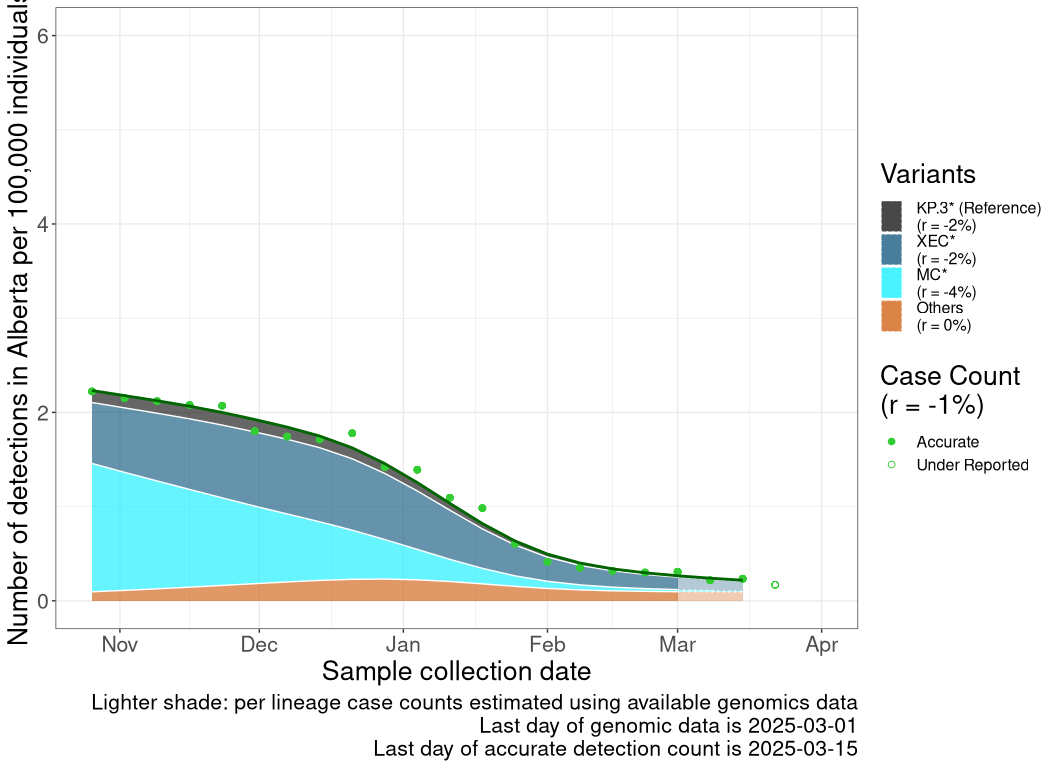 Number of detections in Alberta per 100,000 individuals
6
4
2
0
Nov Dec Jan Feb Mar Apr
Sample collection date
Lighter shade: per lineage case counts estimated using available genomics data
Last day of genomic data is 2025-03-01
Last day of accurate detection count is 2025-03-15
Variants
KP.3* (Reference)
(r = -2%)
XEC*
(r = -2%)
MC*
(r = -4%)
Others
(r = 0%)
Case Count
(r = -1%)
Accurate
Under Reported